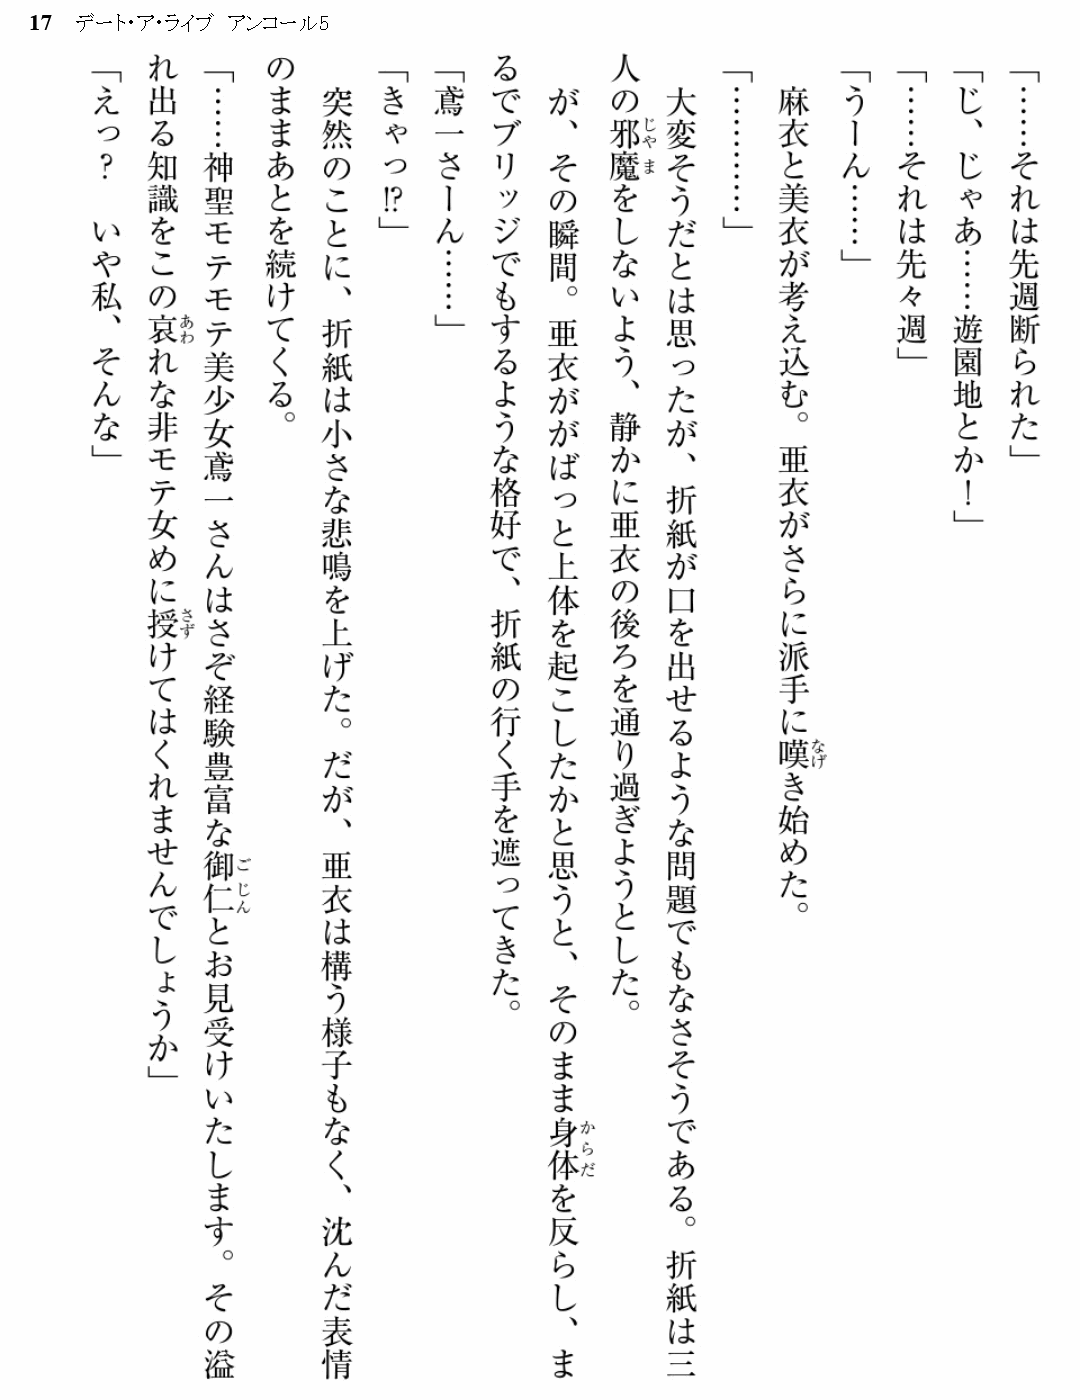 17 デート・ア・ライブ アンコール5
「……それは先週断られた」
「じ、じゃあ……遊園地とか！」
「……それは先々週」
「うーん……」
麻衣と美衣が考え込む。亜衣がさらに派手に嘆き始めた。
「…………」
大変そうだとは思ったが、折紙が口を出せるような問題でもなさそうである。折紙は三
人の邪魔をしないよう、静かに亜衣の後ろを通り過ぎようとした。
が、その瞬間。亜衣ががばっと上体を起こしたかと思うと、そのまま身体を反らし、ま
るでブリッジでもするような格好で、折紙の行く手を遮ってきた。
「鳶一さーん……」
「きゃっ!?」
突然のことに、折紙は小さな悲鳴を上げた。だが、亜衣は構う様子もなく、沈んだ表情
のままあとを続けてくる。
「……神聖モテモテ美少女鳶一さんはさぞ経験豊富な御仁とお見受けいたします。その溢
れ出る知識をこの哀れな非モテ女めに授けてはくれませんでしょうか」
「えっ？　いや私、そんな」